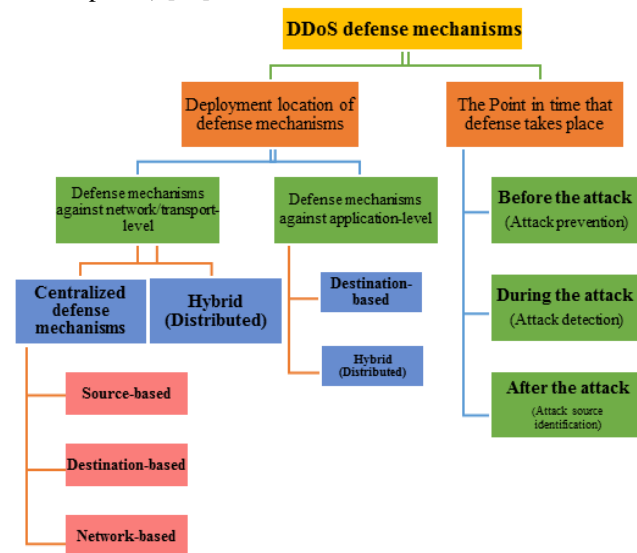 DDoS defense mechanisms
Deployment location of
defense mechanisms
The Point in time that
defense takes place
Defense mechanisms
against network/transport-
level
Defense mechanisms
against application-level
Before the attack
(Attack prevention)
Centralized
defense
mechanisms
Hybrid
(Distributed)
Destination-
based
During the attack
(Attack detection)
Hybrid
(Distributed)
After the attack
(Attack source
identification)
Source-based
Destination-based
Network-based